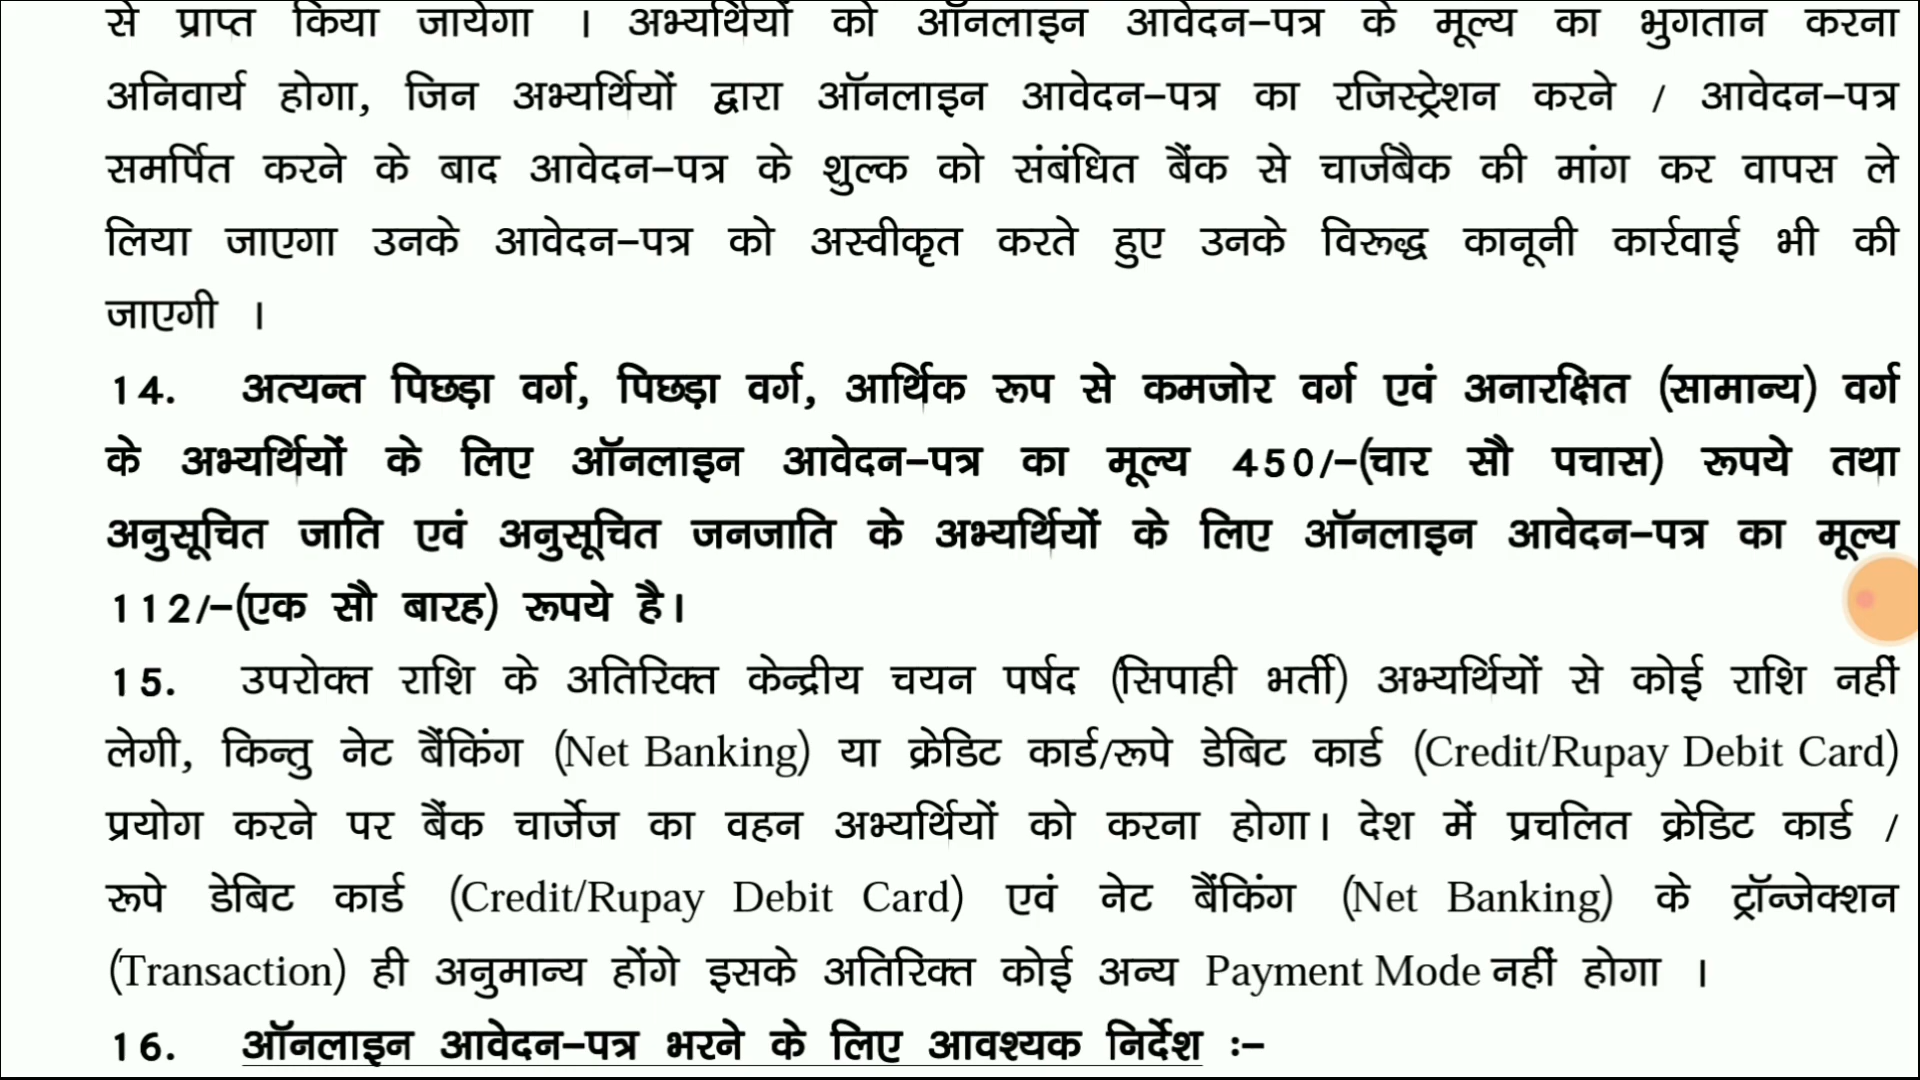 से प्राप्त किया जायेगा । अभ्यर्थियों को ऑनलाइन आवेदन–पत्र के मूल्य का भुगतान करना
अनिवार्य होगा, जिन अभ्यर्थियों द्वारा ऑनलाइन आवेदन–पत्र का रजिस्ट्रेशन करने / आवेदन–पत्र
समर्पित करने के बाद आवेदन–पत्र के शुल्क को संबंधित बैंक से चार्जबैक की मांग कर वापस ले
लिया जाएगा उनके आवेदन–पत्र को अस्वीकृत करते हुए उनके विरूद्ध कानूनी कार्रवाई भी की
जाएगी ।
14. अत्यन्त पिछड़ा वर्ग, पिछड़ा वर्ग, आर्थिक रूप से कमजोर वर्ग एवं अनारक्षित (सामान्य) वर्ग
के अभ्यर्थियों के लिए ऑनलाइन आवेदन–पत्र का मूल्य 450/–(चार सौ पचास) रूपये तथा
अनुसूचित जाति एवं अनुसूचित जनजाति के अभ्यर्थियों के लिए ऑनलाइन आवेदन–पत्र का मूल्य
112/–(एक सौ बारह) रूपये है।
15. उपरोक्त राशि के अतिरिक्त केन्द्रीय चयन पर्षद (सिपाही भर्ती) अभ्यर्थियों से कोई राशि नहीं
लेगी, किन्तु नेट बैंकिंग (Net Banking) या क्रेडिट कार्ड/रूपे डेबिट कार्ड (Credit/Rupay Debit Card)
प्रयोग करने पर बैंक चार्जेज का वहन अभ्यर्थियों को करना होगा। देश में प्रचलित क्रेडिट कार्ड /
रूपे डेबिट कार्ड (Credit/Rupay Debit Card) एवं नेट बैंकिंग (Net Banking) के ट्रॉन्जेक्शन
(Transaction) ही अनुमान्य होंगे इसके अतिरिक्त कोई अन्य Payment Mode नहीं होगा ।
16. ऑनलाइन आवेदन–पत्र भरने के लिए आवश्यक निर्देश :–